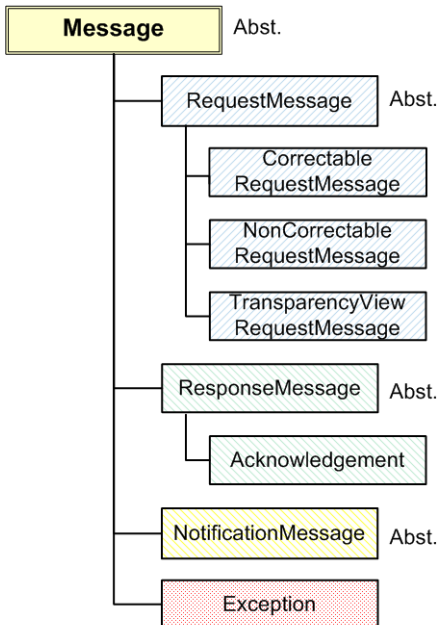 Message Abst.
RequestMessage Abst.
Correctable
RequestMessage
NonCorrectable
RequestMessage
TransparencyView
RequestMessage
ResponseMessage Abst.
Acknowledgement
NotificationMessage Abst.
Exception